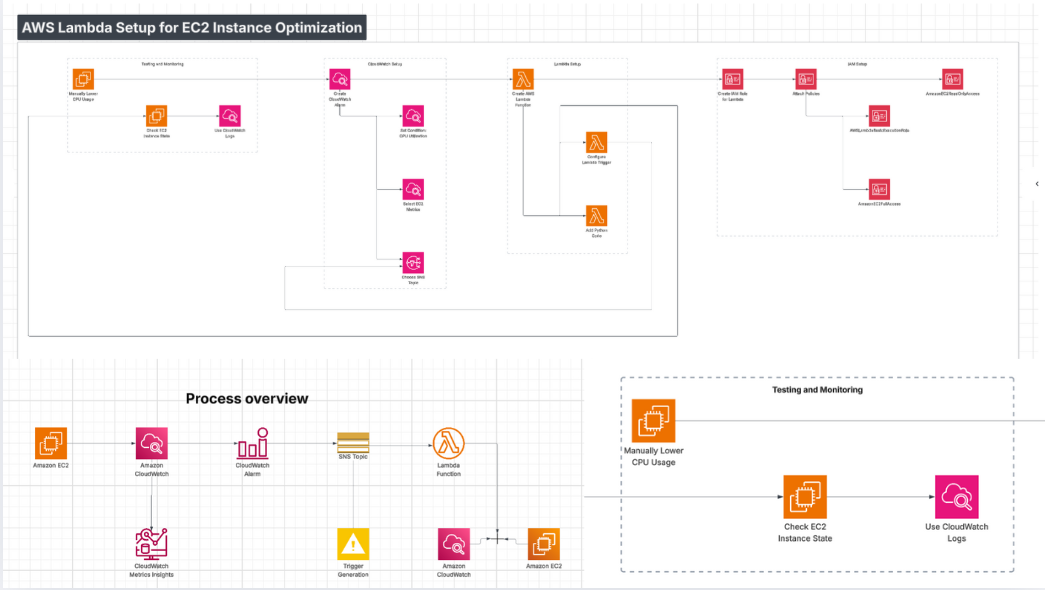 AWS Lambda Setup for EC2 Instance Optimization
Testing and Monitoring
CloudWatch Setup
Lambda Setup
IAM Setup
Manually Lower
CPU Usage
Create
CloudWatch
Alarm
Create AWS
Lambda
Function
Create IAM Role
for Lambda
Attach Policies
AmazonEC2ReadOnlyAccess
Check EC2
Instance State
Use CloudWatch
Logs
Set Condition:
CPU Utilization
AWSLambdaBasicExecutionRole
Configure
Lambda Trigger
Select EC2
Metrics
AmazonEC2FullAccess
Add Python
Code
Choose SNS
Topic
Process overview
Amazon EC2
Amazon
CloudWatch
CloudWatch
Alarm
SNS Topic
Lambda
Function
CloudWatch
Metrics Insights
Trigger
Generation
Amazon
CloudWatch
Amazon EC2
Testing and Monitoring
Manually Lower
CPU Usage
Check EC2
Instance State
Use CloudWatch
Logs